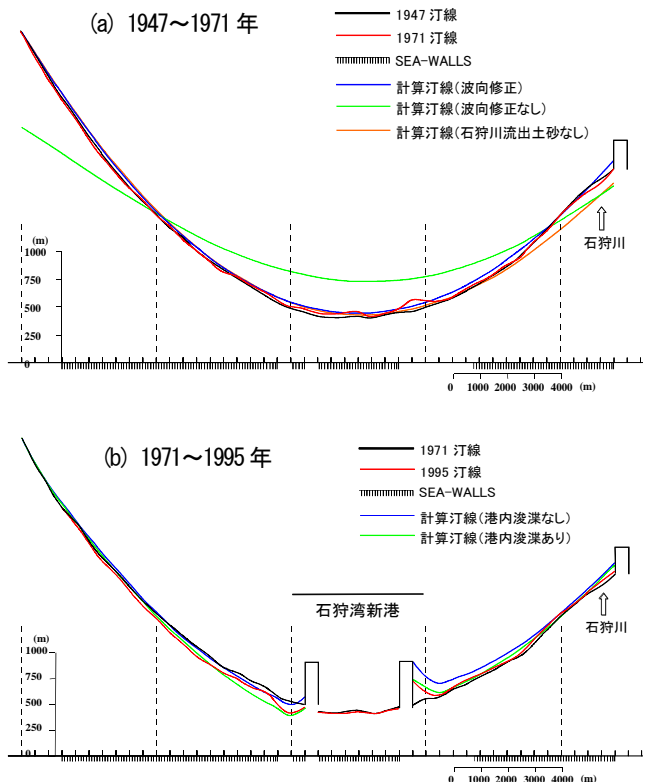 (a) 1947～1971 年
1947 汀線
1971 汀線
SEA-WALLS
計算汀線(波向修正)
計算汀線(波向修正なし)
計算汀線(石狩川流出土砂なし)
石狩川
(m)
1000
750
500
250
0
0 1000 2000 3000 4000 (m)
(b) 1971～1995 年
1971 汀線
1995 汀線
SEA-WALLS
計算汀線(港内浚渫なし)
計算汀線(港内浚渫あり)
石狩湾新港
石狩川
(m)
1000
750
500
250
0
0 1000 2000 3000 4000 (m)